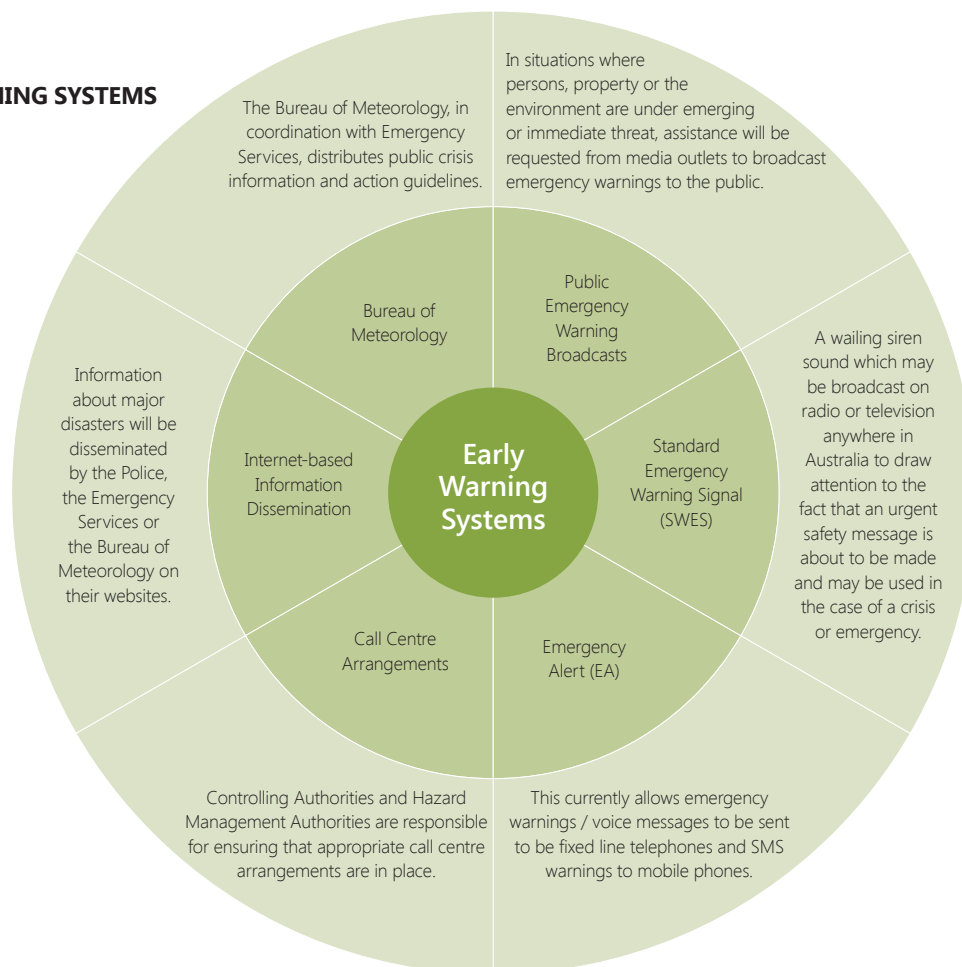 NING SYSTEMS
The Bureau of Meteorology, in
coordination with Emergency
Services, distributes public crisis
information and action guidelines.
In situations where
persons, property or the
environment are under emerging
or immediate threat, assistance will be
requested from media outlets to broadcast
emergency warnings to the public.
Bureau of
Meteorology
Public
Emergency
Warning
Broadcasts
Information
about major
disasters will be
disseminated
by the Police,
the Emergency
Services or
the Bureau of
Meteorology on
their websites.
Internet-based
Information
Dissemination
Early
Warning
Systems
Standard
Emergency
Warning Signal
(SWES)
A wailing siren
sound which may
be broadcast on
radio or television
anywhere in
Australia to draw
attention to the
fact that an urgent
safety message is
about to be made
and may be used in
the case of a crisis
or emergency.
Call Centre
Arrangements
Emergency
Alert (EA)
Controlling Authorities and Hazard
Management Authorities are responsible
for ensuring that appropriate call centre
arrangements are in place.
This currently allows emergency
warnings / voice messages to be sent
to be fixed line telephones and SMS
warnings to mobile phones.